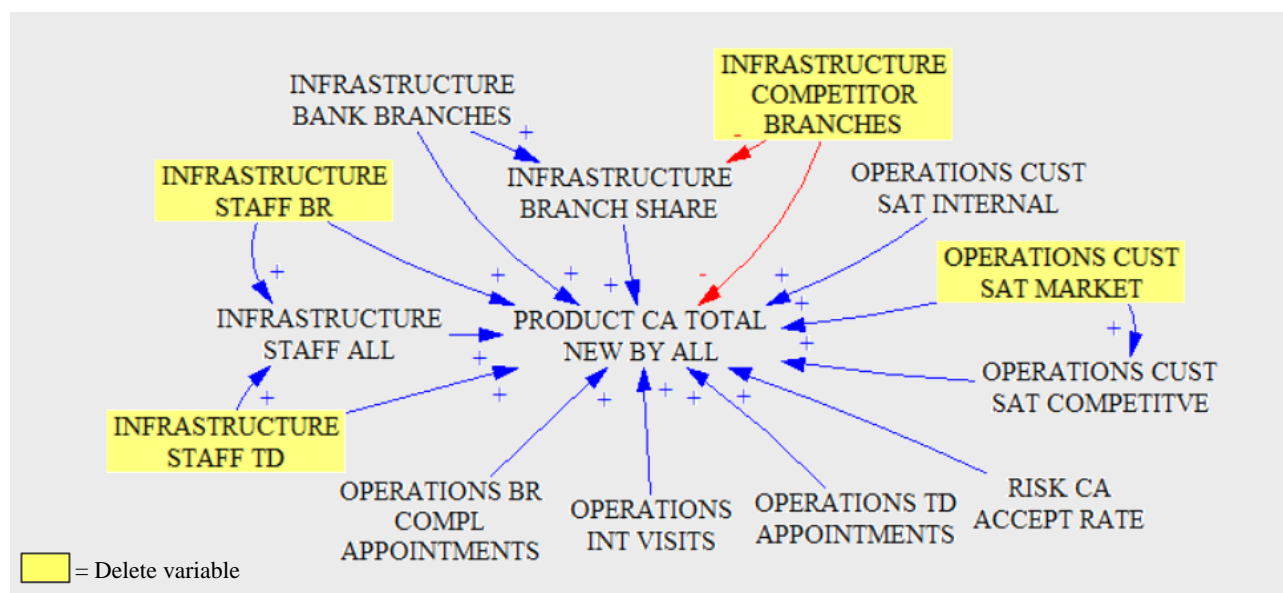 INFRASTRUCTURE
BANK BRANCHES
INFRASTRUCTURE
COMPETITOR
BRANCHES
INFRASTRUCTURE
STAFF BR
INFRASTRUCTURE
BRANCH SHARE
OPERATIONS CUST
SAT INTERNAL
OPERATIONS CUST
SAT MARKET
INFRASTRUCTURE
STAFF ALL
PRODUCT CA TOTAL
NEW BY ALL
OPERATIONS CUST
SAT COMPETITVE
INFRASTRUCTURE
STAFF TD
OPERATIONS BR
COMPL
APPOINTMENTS
OPERATIONS
INT VISITS
OPERATIONS TD
APPOINTMENTS
RISK CA
ACCEPT RATE
= Delete variable